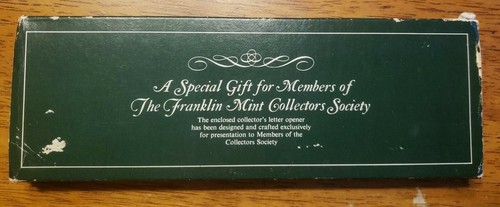 A Special Gift for Members of
The Franklin Mint Collectors Society
The enclosed collector's letter opener
has been designed and crafted exclusively
for presentation to Members of the
Collectors Society